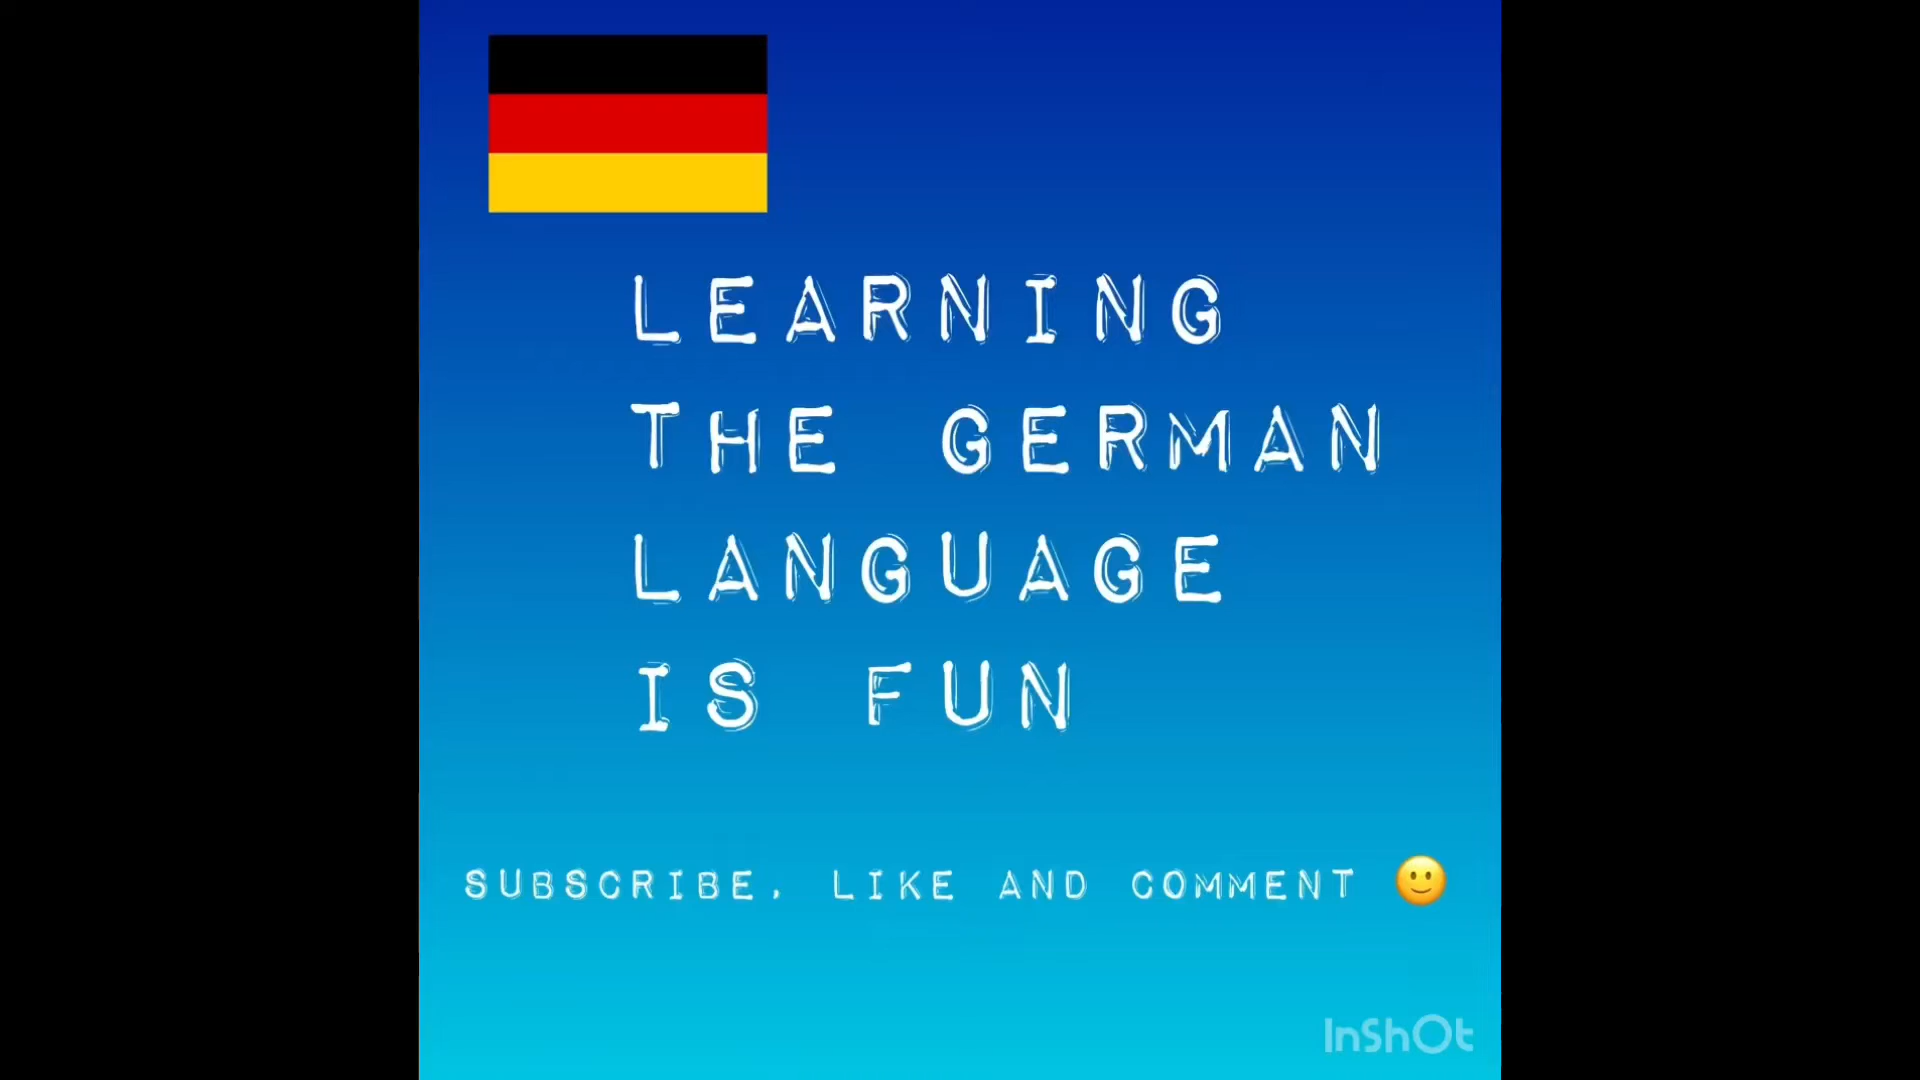 LEARNING
THE GERMAN
LANGUAGE
IS FUN
SUBSCRIBE, LIKE AND COMMENT 🙂
InShOt